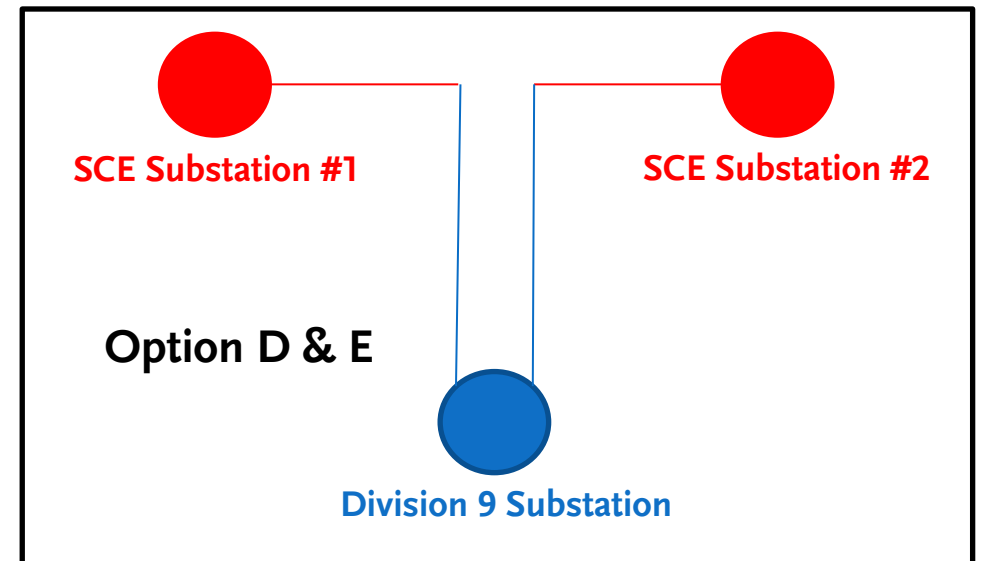 SCE Substation #1
SCE Substation #2
Option D & E
Division 9 Substation